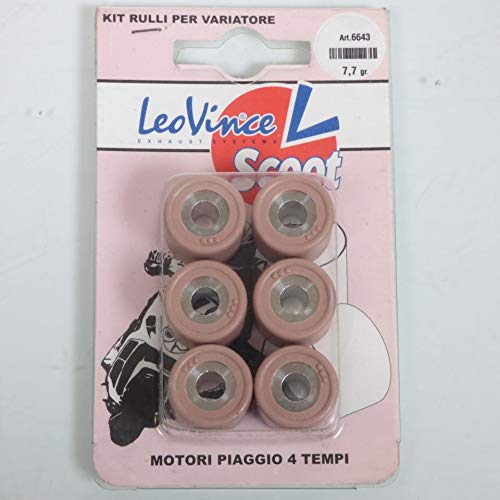 KIT RULLI PER VARIATORE
Art.6643
7,7 gr
LeoVince L
EXHAUST SYSTEMS
Scoot
MOTORI PIAGGIO 4 TEMPI